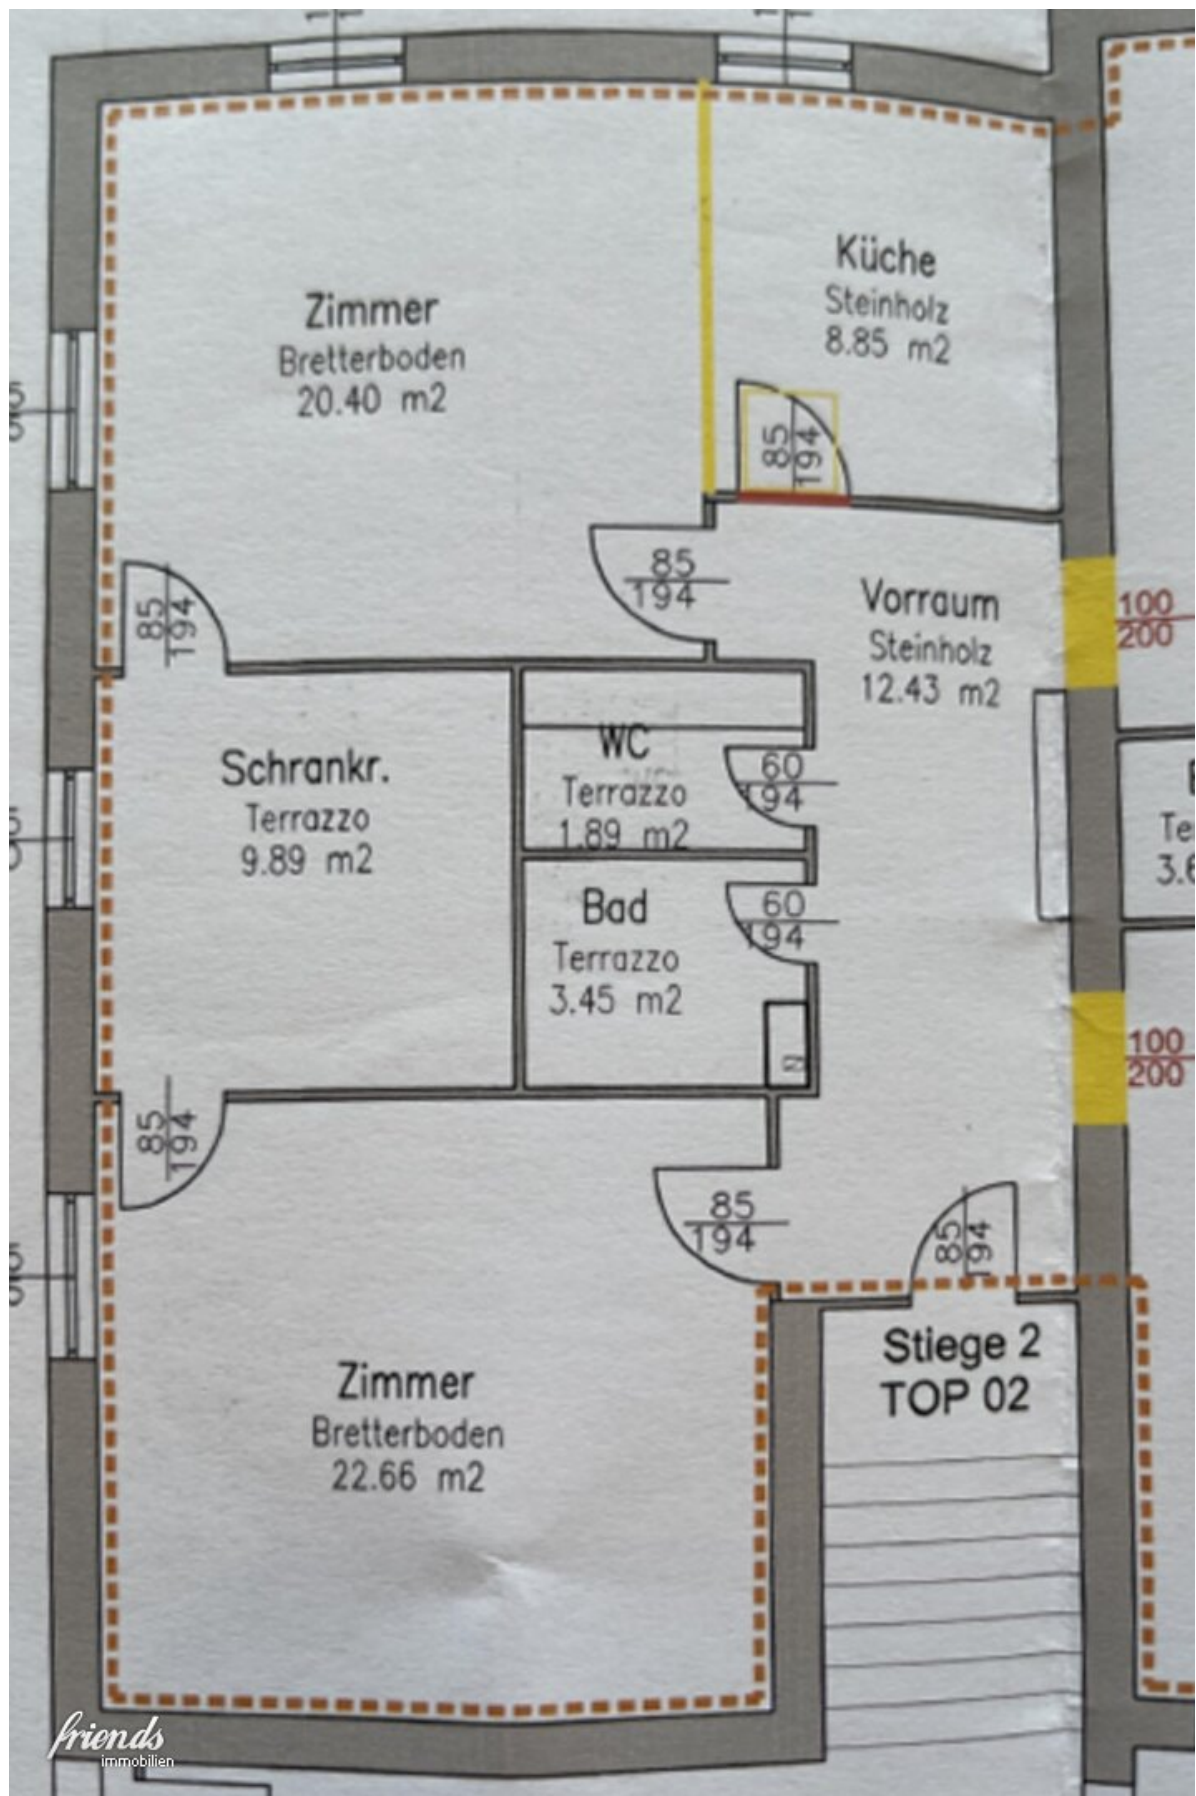 Küche
Steinholz
8.85 m2
Zimmer
Bretterboden
20.40 m2
85
194
85
194
85
194
Vorraum
Steinholz
12.43 m2
100
200
WC
Terrazzo
1.89 m2
60
194
Schrankr.
Terrazzo
9.89 m2
Bad
Terrazzo
3.45 m2
60
194
100
200
85
194
85
194
85
194
Stiege 2
TOP 02
Zimmer
Bretterboden
22.66 m2
friends
immobilien